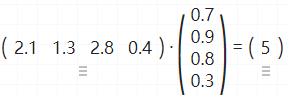 ( 2.1 1.3 2.8 0.4 ) · ( 0.7 0.9 0.8 0.3 ) = ( 5 )